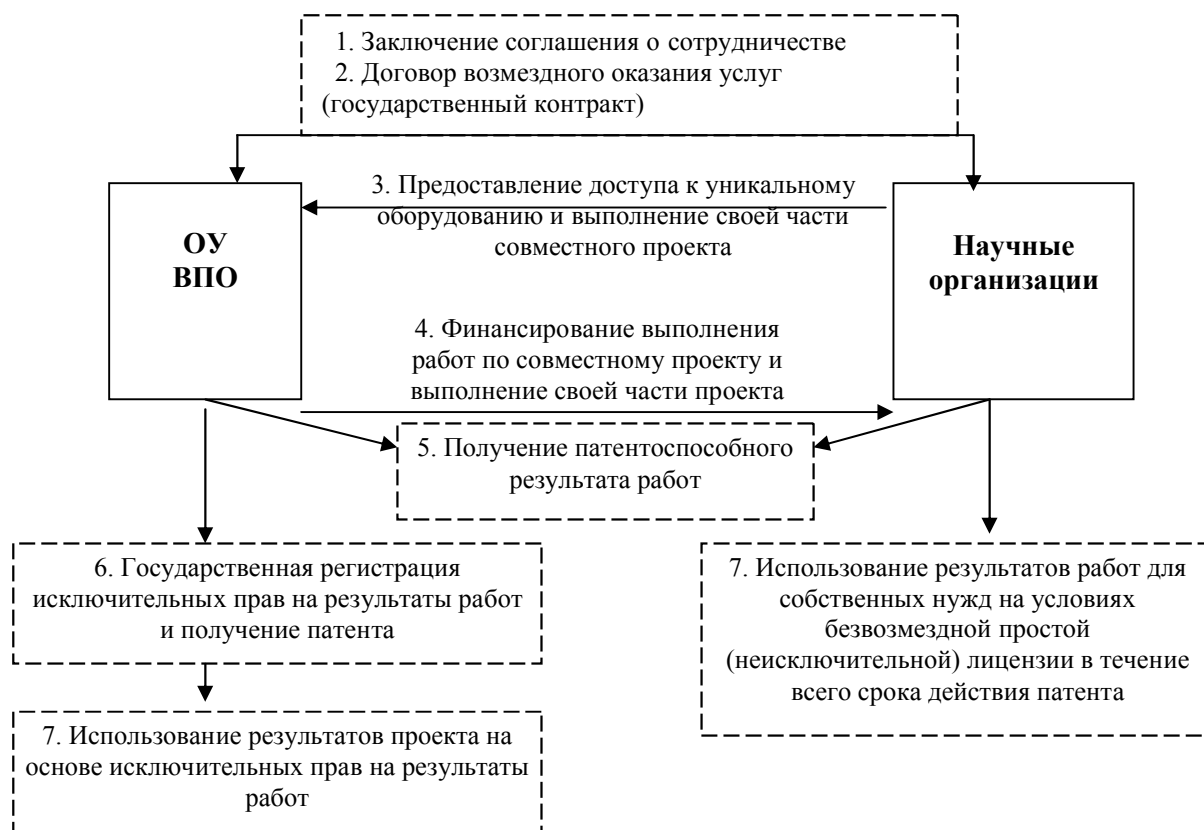 1. Заключение соглашения о сотрудничестве
2. Договор возмездного оказания услуг
(государственный контракт)
3. Предоставление доступа к уникальному
оборудованию и выполнение своей части
совместного проекта
ОУ
ВПО
Научные
организации
4. Финансирование выполнения
работ по совместному проекту и
выполнение своей части проекта
5. Получение патентоспособного
результата работ
6. Государственная регистрация
исключительных прав на результаты работ
и получение патента
7. Использование результатов работ для
собственных нужд на условиях
безвозмездной простой
(неисключительной) лицензии в течение
всего срока действия патента
7. Использование результатов проекта на
основе исключительных прав на результаты
работ